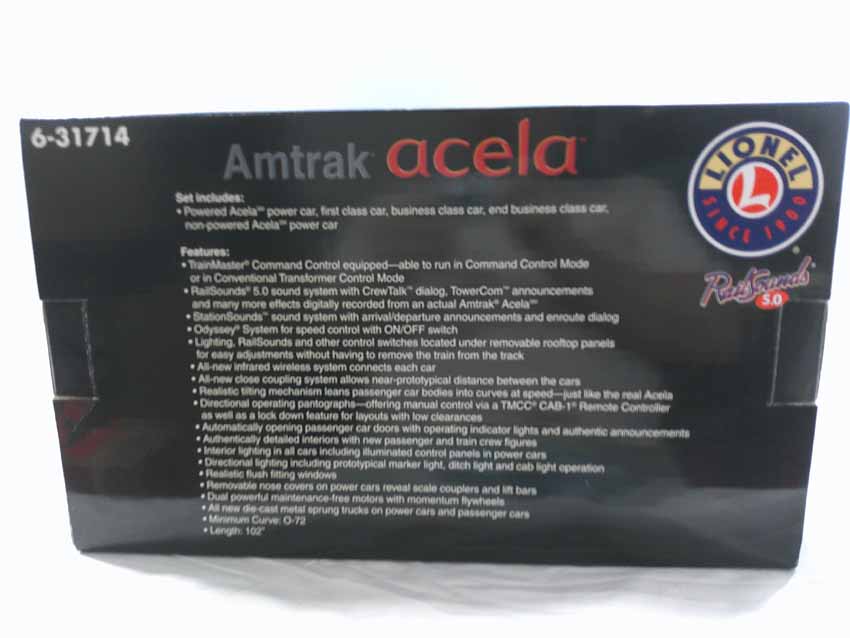 6-31714
Amtrak® acela℠
LIONEL
SINCE 1900
®
RailSounds®
5.0
Set includes:
• Powered Acela℠ power car, first class car, business class car, end business class car,
non-powered Acela℠ power car
Features:
• TrainMaster® Command Control equipped—able to run in Command Control Mode
or in Conventional Transformer Control Mode
• RailSounds® 5.0 sound system with CrewTalk™ dialog, TowerCom™ announcements
and many more effects digitally recorded from an actual Amtrak® Acela℠
• StationSounds™ sound system with arrival/departure announcements and enroute dialog
• Odyssey® System for speed control with ON/OFF switch
• Lighting, RailSounds and other control switches located under removable rooftop panels
for easy adjustments without having to remove the train from the track
• All-new infrared wireless system connects each car
• All-new close coupling system allows near-prototypical distance between the cars
• Realistic tilting mechanism leans passenger car bodies into curves at speed—just like the real Acela
• Directional operating pantographs—offering manual control via a TMCC® CAB-1® Remote Controller
as well as a lock down feature for layouts with low clearances
• Automatically opening passenger car doors with operating indicator lights and authentic announcements
• Authentically detailed interiors with new passenger and train crew figures
• Interior lighting in all cars including illuminated control panels in power cars
• Directional lighting including prototypical marker light, ditch light and cab light operation
• Realistic flush fitting windows
• Removable nose covers on power cars reveal scale couplers and lift bars
• Dual powerful maintenance-free motors with momentum flywheels
• All new die-cast metal sprung trucks on power cars and passenger cars
• Minimum Curve: O-72
• Length: 102"